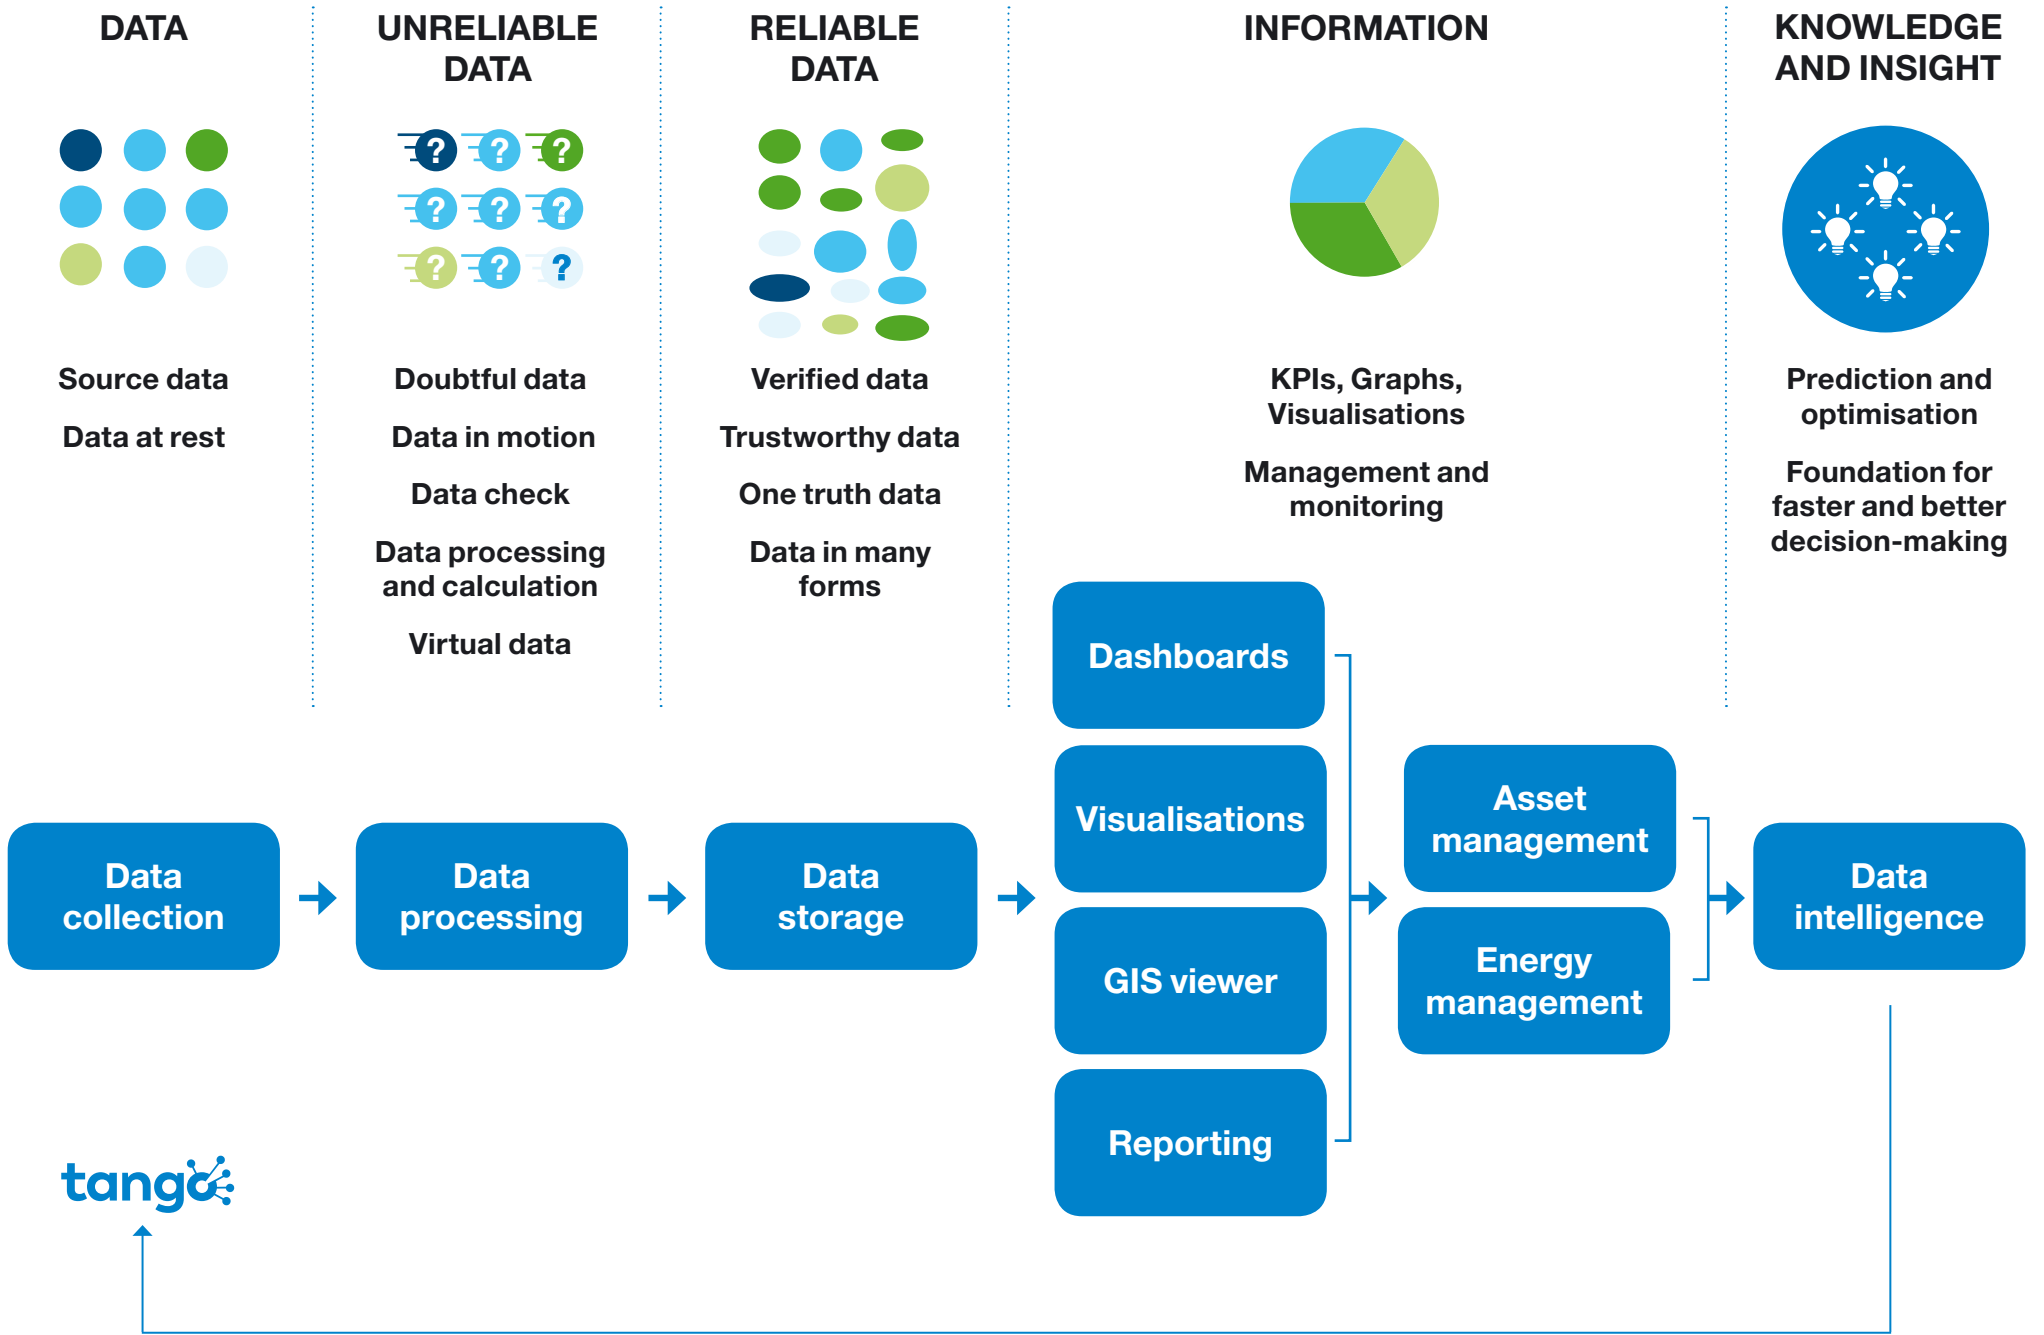 DATA
Source data
Data at rest
UNRELIABLE
DATA
? ? ?
? ? ?
? ? ?
Doubtful data
Data in motion
Data check
Data processing
and calculation
Virtual data
RELIABLE
DATA
Verified data
Trustworthy data
One truth data
Data in many
forms
INFORMATION
KPIs, Graphs,
Visualisations
Management and
monitoring
KNOWLEDGE
AND INSIGHT
Prediction and
optimisation
Foundation for
faster and better
decision-making
Data
collection
Data
processing
Data
storage
Dashboards
Visualisations
GIS viewer
Reporting
Asset
management
Energy
management
Data
intelligence
tango